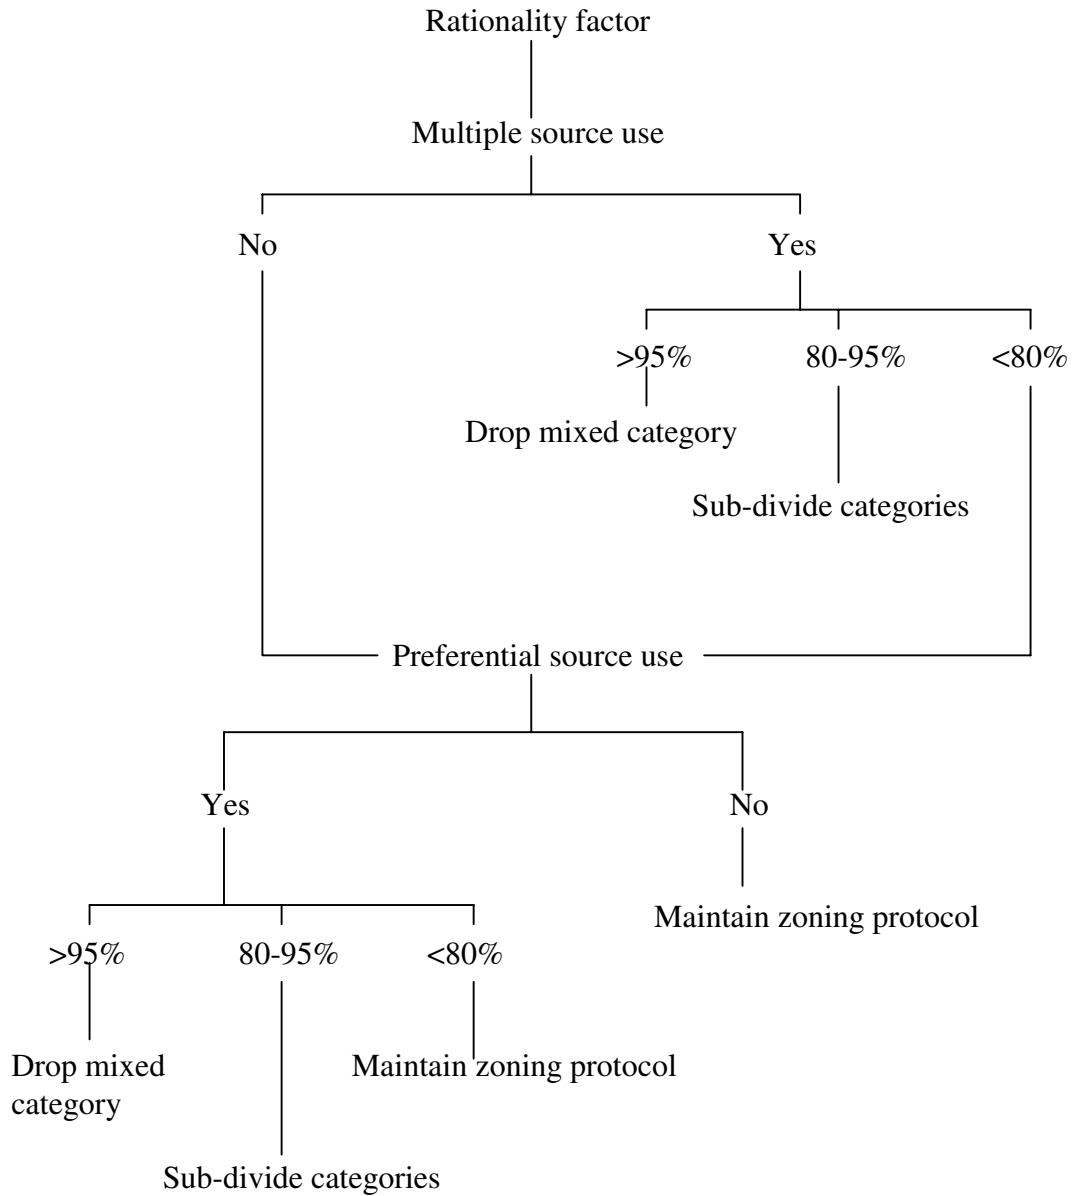 Rationality factor
Multiple source use
No
Yes
>95%
80-95%
<80%
Drop mixed category
Sub-divide categories
Preferential source use
Yes
No
Maintain zoning protocol
>95%
80-95%
<80%
Drop mixed
category
Maintain zoning protocol
Sub-divide categories